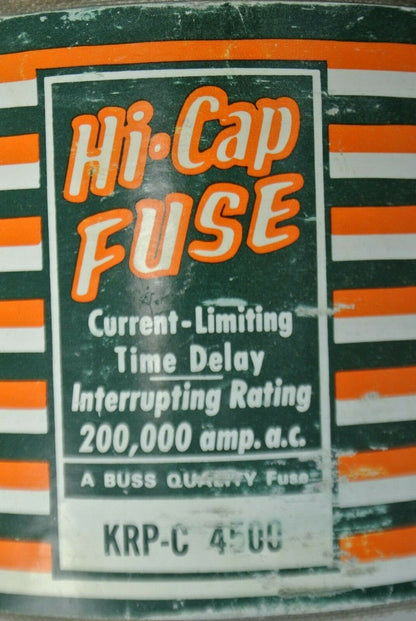 Hi·Cap
FUSE
Current-Limiting
Time Delay
Interrupting Rating
200,000 amp. a.c.
A BUSS QUALITY Fuse
KRP-C 4500